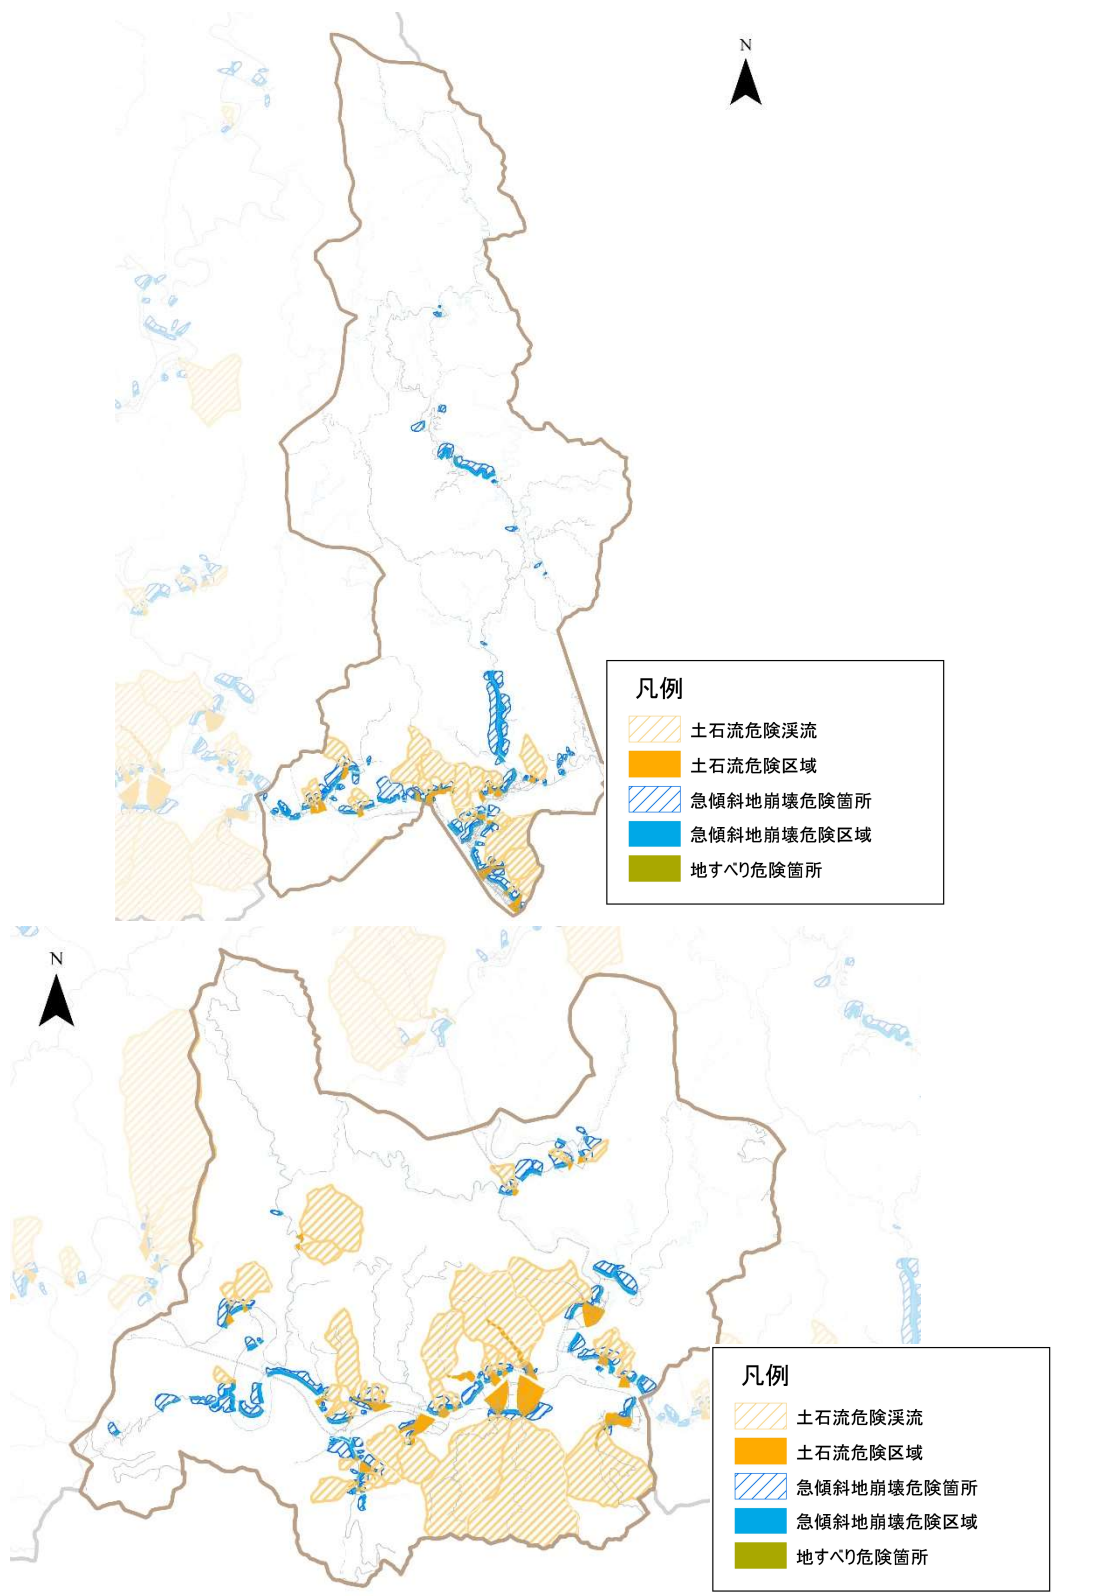 N
凡例
土石流危険渓流
土石流危険区域
急傾斜地崩壊危険箇所
急傾斜地崩壊危険区域
地すべり危険箇所
N
凡例
土石流危険渓流
土石流危険区域
急傾斜地崩壊危険箇所
急傾斜地崩壊危険区域
地すべり危険箇所